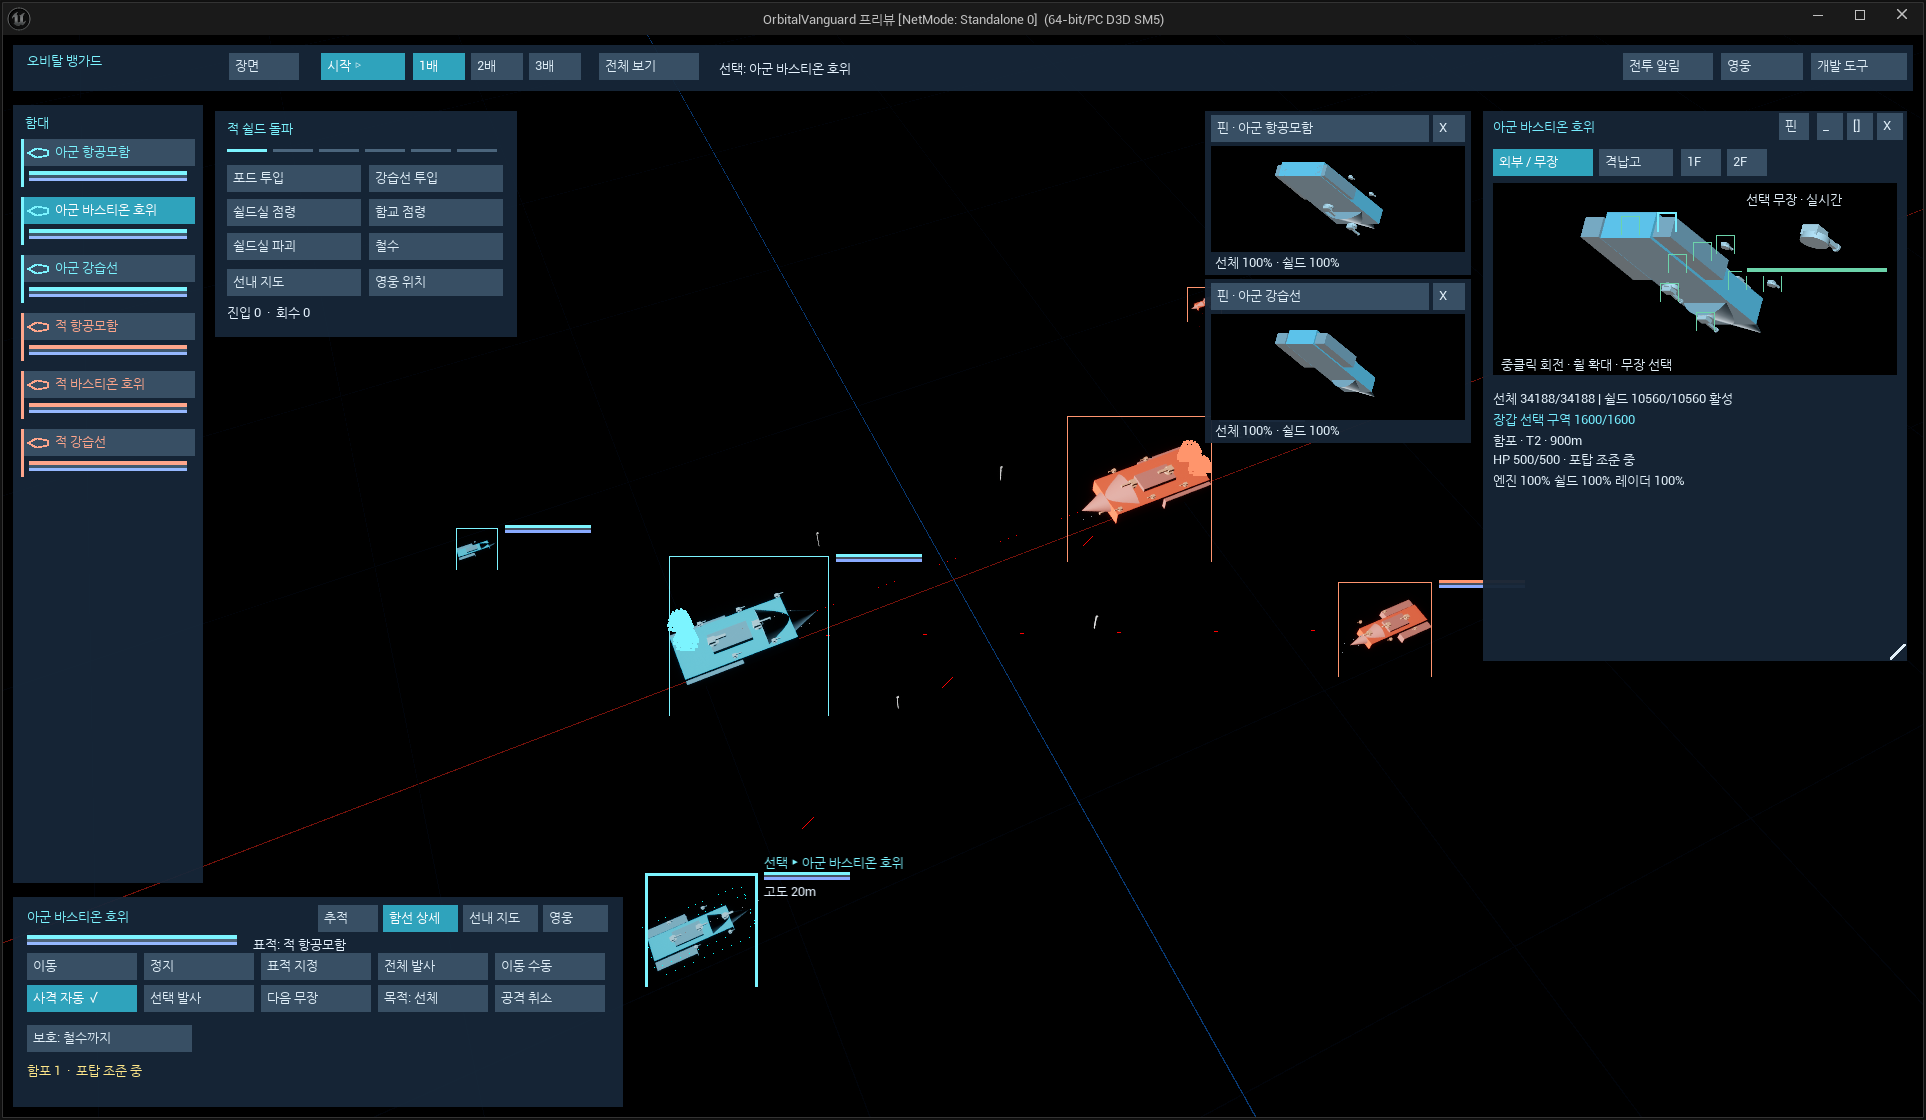 OrbitalVanguard 프리뷰 [NetMode: Standalone 0]  (64-bit/PC D3D SM5)
오비탈 뱅가드
장면
시작 ▷
1배
2배
3배
전체 보기
선택: 아군 바스티온 호위
전투 알림
영웅
개발 도구
함대
아군 항공모함
아군 바스티온 호위
아군 강습선
적 항공모함
적 바스티온 호위
적 강습선
적 쉴드 돌파
포드 투입
강습선 투입
쉴드실 점령
함교 점령
쉴드실 파괴
철수
선내 지도
영웅 위치
진입 0 · 회수 0
핀 · 아군 항공모함
X
선체 100% · 쉴드 100%
핀 · 아군 강습선
X
선체 100% · 쉴드 100%
아군 바스티온 호위
핀
_
[]
X
외부 / 무장
격납고
1F
2F
선택 무장 · 실시간
중클릭 회전 · 휠 확대 · 무장 선택
선체 34188/34188 | 쉴드 10560/10560 활성
장갑 선택 구역 1600/1600
함포 · T2 · 900m
HP 500/500 · 포탑 조준 중
엔진 100% 쉴드 100% 레이더 100%
선택 ▸ 아군 바스티온 호위
고도 20m
아군 바스티온 호위
추적
함선 상세
선내 지도
영웅
표적: 적 항공모함
이동
정지
표적 지정
전체 발사
이동 수동
사격 자동 √
선택 발사
다음 무장
목적: 선체
공격 취소
보호: 철수까지
함포 1 · 포탑 조준 중